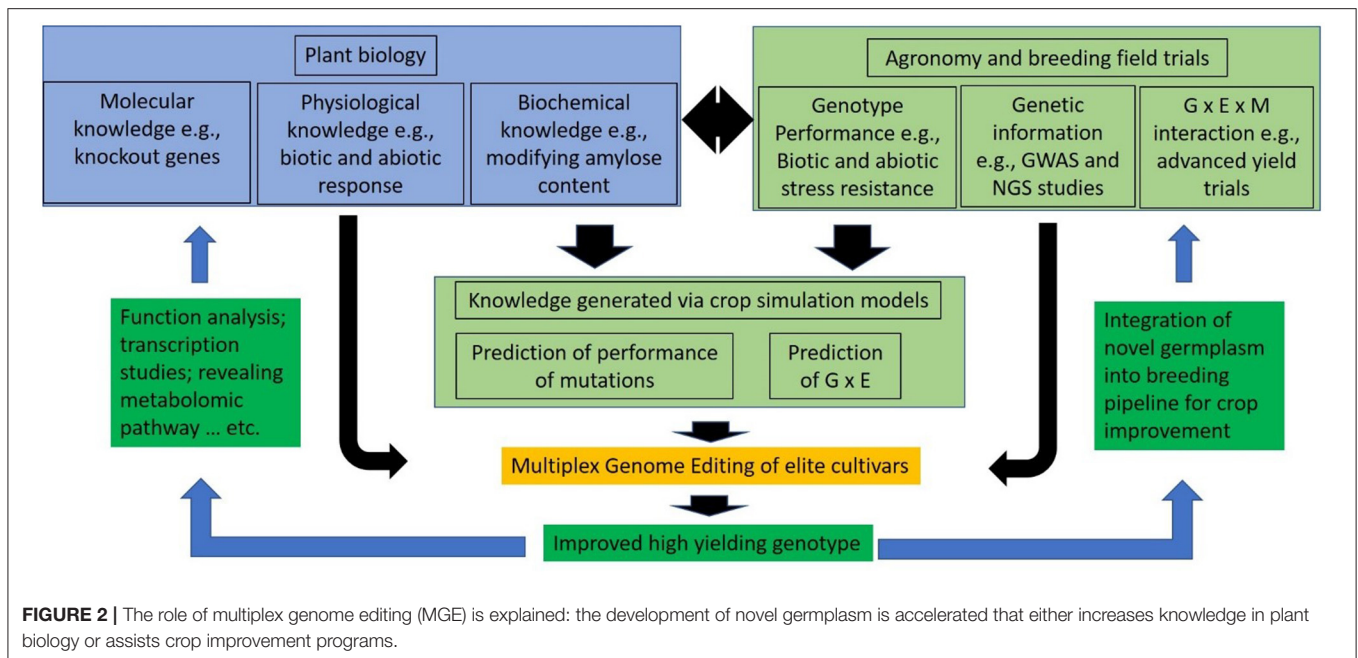 Plant biology
Molecular
knowledge e.g.,
knockout genes
Physiological
knowledge e.g.,
biotic and abiotic
response
Biochemical
knowledge e.g.,
modifying amylose
content
Agronomy and breeding field trials
Genotype
Performance e.g.,
Biotic and abiotic
stress resistance
Genetic
information
e.g., GWAS and
NGS studies
G x E x M
interaction e.g.,
advanced yield
trials
Knowledge generated via crop simulation models
Prediction of performance
of mutations
Prediction
of G x E
Function analysis;
transcription
studies; revealing
metabolomic
pathway ... etc.
Integration of
novel germplasm
into breeding
pipeline for crop
improvement
Multiplex Genome Editing of elite cultivars
Improved high yielding genotype
FIGURE 2 | The role of multiplex genome editing (MGE) is explained: the development of novel germplasm is accelerated that either increases knowledge in plant
biology or assists crop improvement programs.